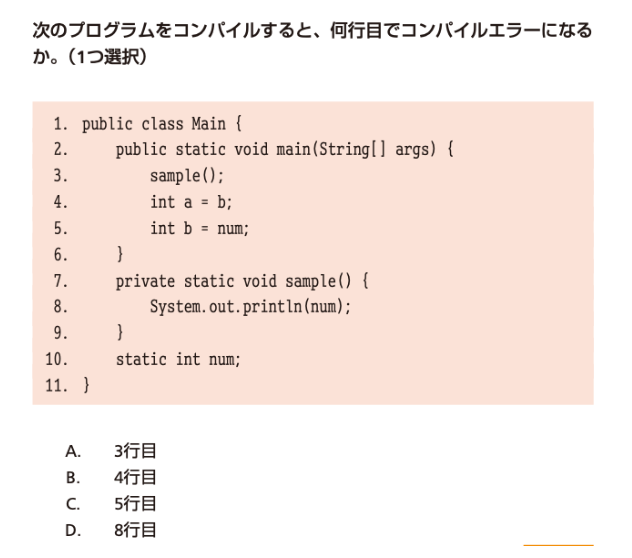 次のプログラムをコンパイルすると、何行目でコンパイルエラーになる
か。（1つ選択）
1. public class Main {
2.     public static void main(String[] args) {
3.         sample();
4.         int a = b;
5.         int b = num;
6.     }
7.     private static void sample() {
8.         System.out.println(num);
9.     }
10.     static int num;
11. }
A. 3行目
B. 4行目
C. 5行目
D. 8行目